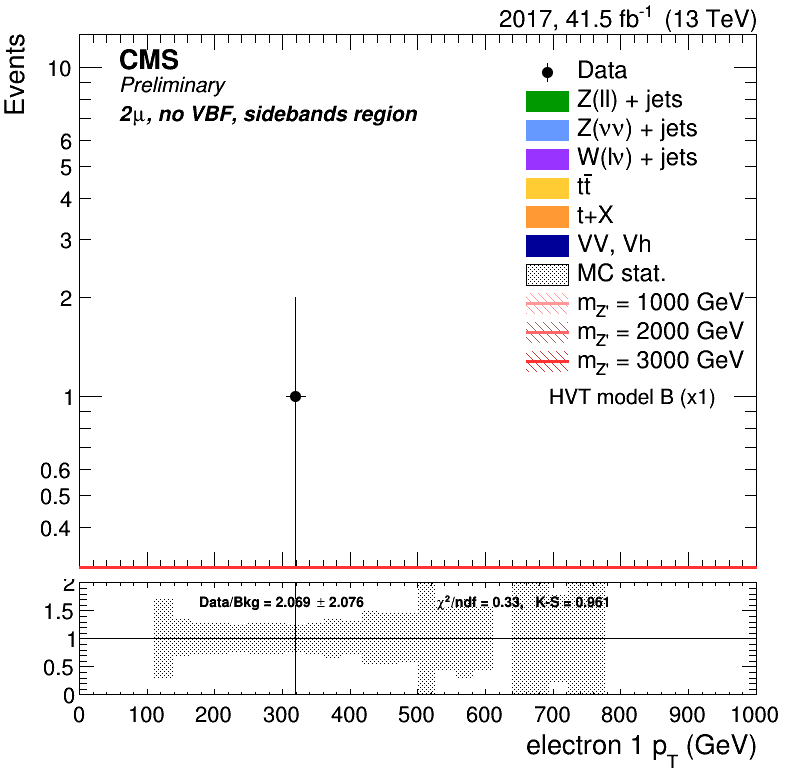 2017, 41.5 fb⁻¹ (13 TeV)
Events
CMS
Preliminary
2μ, no VBF, sidebands region
Data
Z(ll) + jets
Z(νν) + jets
W(lν) + jets
tt̄
t+X
VV, Vh
MC stat.
m_Z' = 1000 GeV
m_Z' = 2000 GeV
m_Z' = 3000 GeV
HVT model B (x1)
10
6
5
4
3
2
1
0.6
0.5
0.4
Data/Bkg = 2.069 ± 2.076 χ²/ndf = 0.33, K-S = 0.961
2
1.5
1
0.5
0
0 100 200 300 400 500 600 700 800 900 1000
electron 1 p_T (GeV)